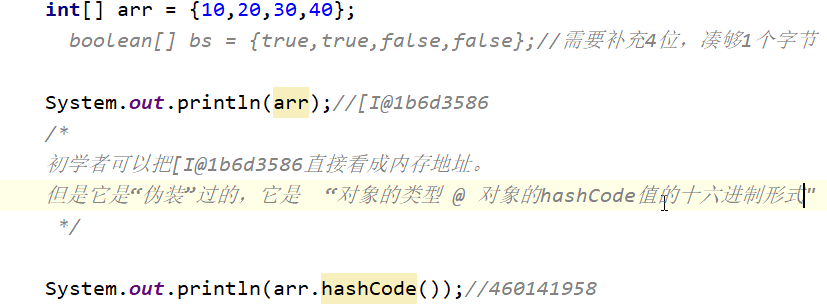 int[] arr = {10,20,30,40};
boolean[] bs = {true,true,false,false};//需要补充4位，凑够1个字节
System.out.println(arr);//[I@1b6d3586
/*
初学者可以把[I@1b6d3586直接看成内存地址。
但是它是“伪装”过的，它是 “对象的类型 @ 对象的hashCode值的十六进制形式"
*/
System.out.println(arr.hashCode());//460141958